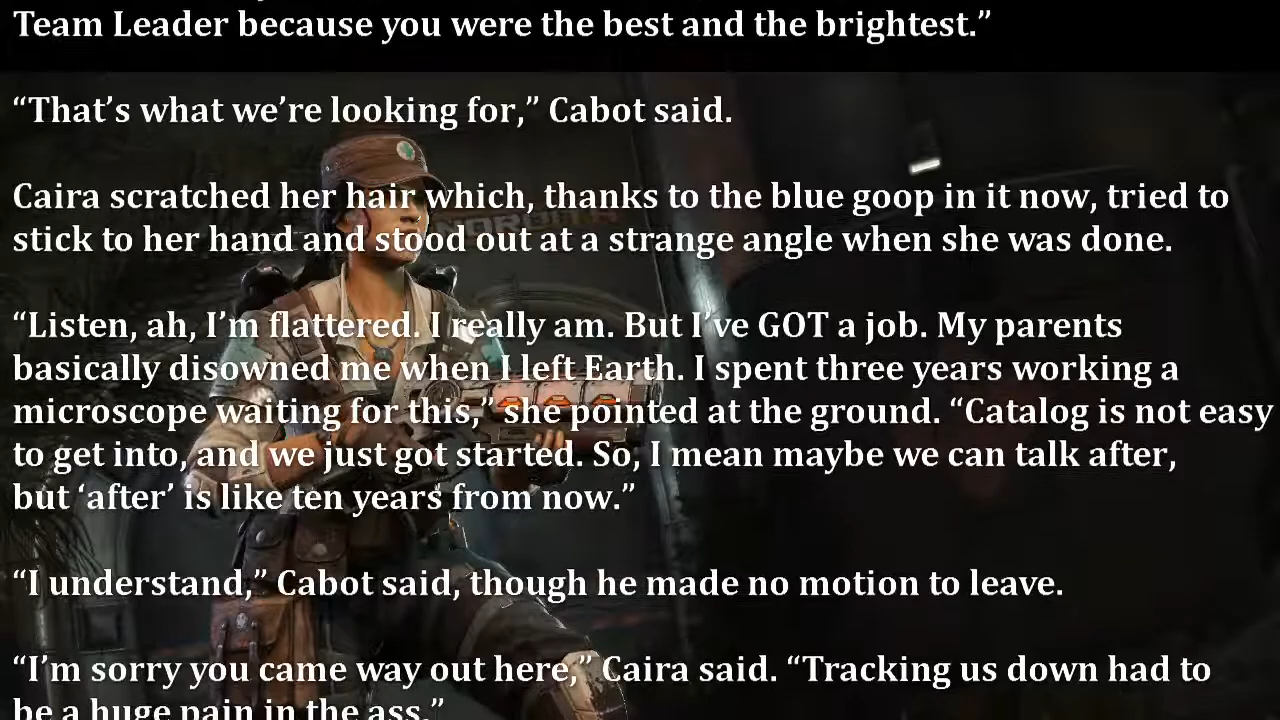 Team Leader because you were the best and the brightest.”
“That’s what we’re looking for,” Cabot said.
Caira scratched her hair which, thanks to the blue goop in it now, tried to
stick to her hand and stood out at a strange angle when she was done.
“Listen, ah, I’m flattered. I really am. But I’ve GOT a job. My parents
basically disowned me when I left Earth. I spent three years working a
microscope waiting for this,” she pointed at the ground. “Catalog is not easy
to get into, and we just got started. So, I mean maybe we can talk after,
but ‘after’ is like ten years from now.”
“I understand,” Cabot said, though he made no motion to leave.
“I’m sorry you came way out here,” Caira said. “Tracking us down had to
be a huge pain in the ass.”